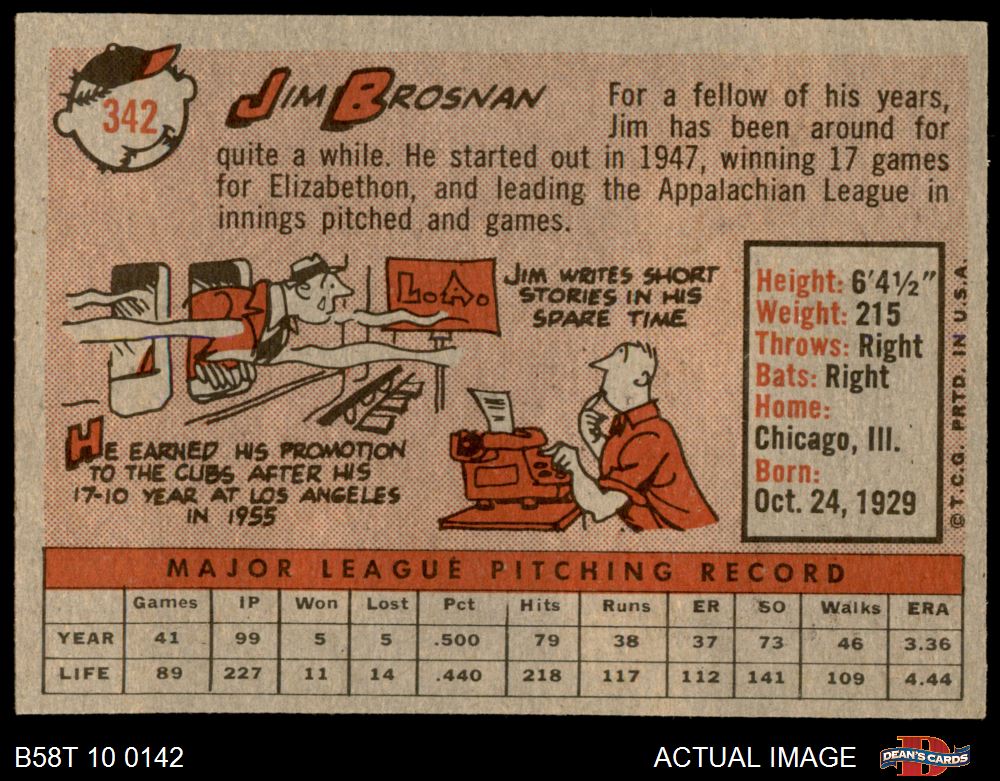 342
JIM BROSNAN
For a fellow of his years,
Jim has been around for
quite a while. He started out in 1947, winning 17 games
for Elizabethon, and leading the Appalachian League in
innings pitched and games.
L.A.
JIM WRITES SHORT
STORIES IN HIS
SPARE TIME
HE EARNED HIS PROMOTION
TO THE CUBS AFTER HIS
17-10 YEAR AT LOS ANGELES
IN 1955
Height: 6'4½"
Weight: 215
Throws: Right
Bats: Right
Home:
Chicago, Ill.
Born:
Oct. 24, 1929
© T.C.G. PRTD. IN U.S.A.
MAJOR LEAGUE PITCHING RECORD
Games IP Won Lost Pct Hits Runs ER SO Walks ERA
YEAR 41 99 5 5 .500 79 38 37 73 46 3.36
LIFE 89 227 11 14 .440 218 117 112 141 109 4.44
B58T 10 0142
ACTUAL IMAGE
D
DEAN'S CARDS